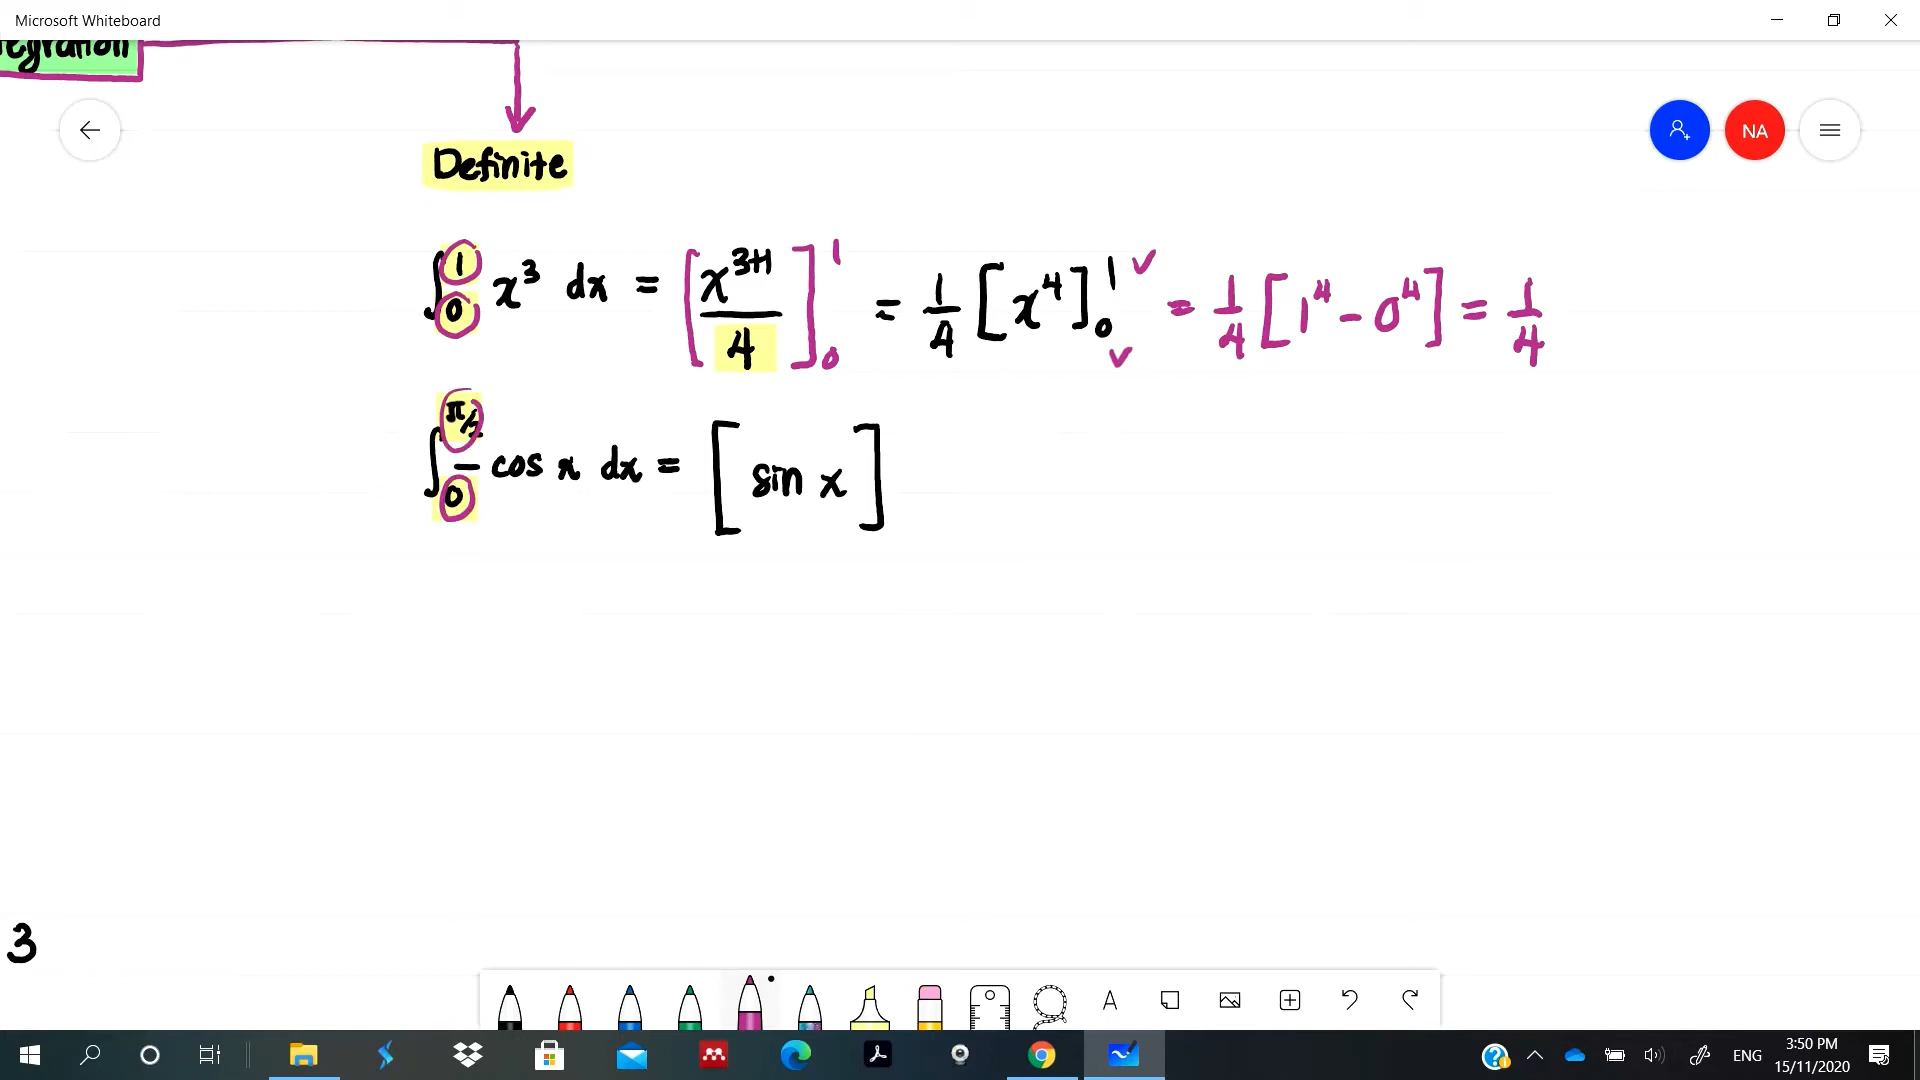 Microsoft Whiteboard
tegration
NA
Definite
∫₀¹ x³ dx = [x³⁺¹/4]₀¹ = 1/4 [x⁴]₀¹ = 1/4 [1⁴ - 0⁴] = 1/4
∫₀ cos x dx = [sin x]
3
A
ENG
3:50 PM
15/11/2020